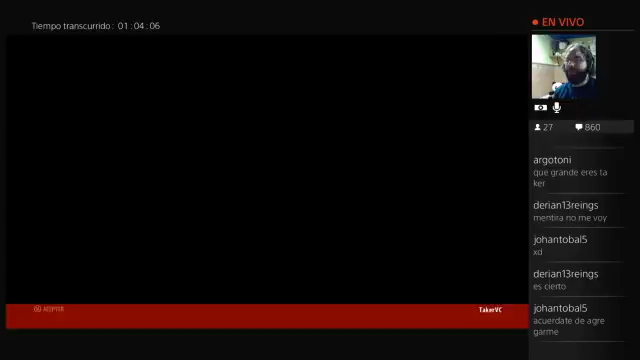 Tiempo transcurrido: 01:04:06
EN VIVO
27 860
argotoni
que grande eres ta
ker
derian13reings
mentira no me voy
johantobal5
xd
derian13reings
es cierto
johantobal5
acuerdate de agre
garme
ACEPTAR
TakerVC